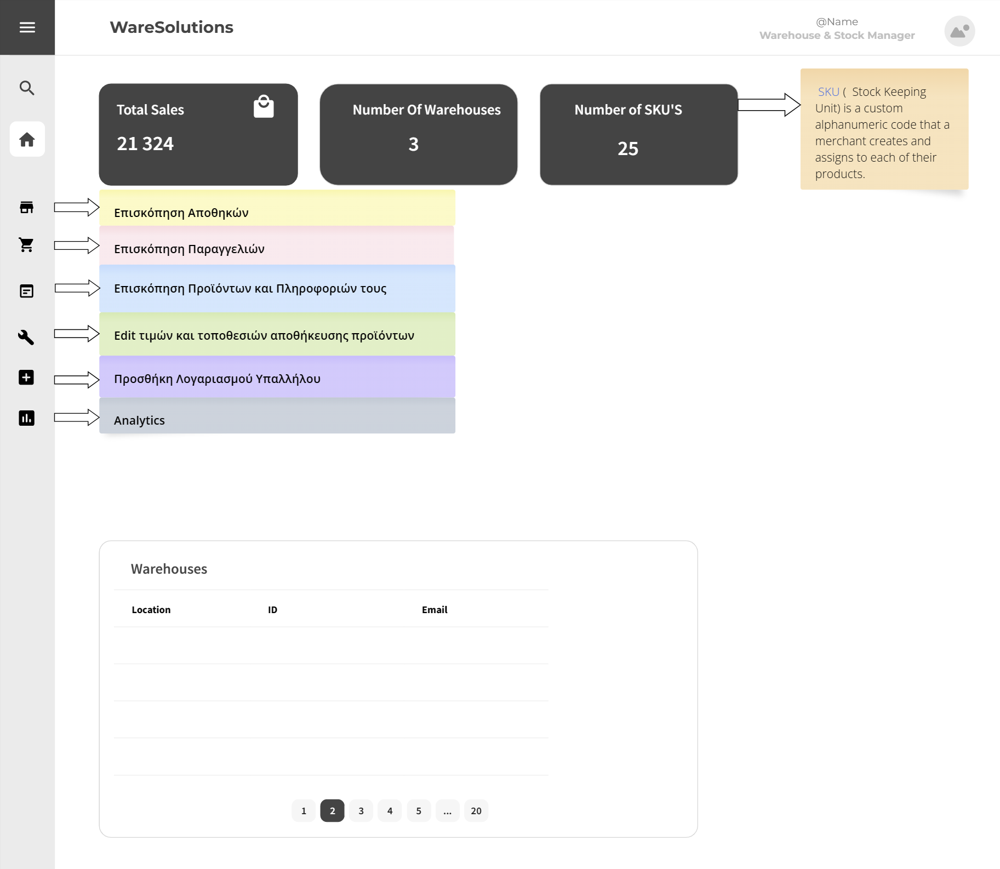 WareSolutions
@Name
Warehouse & Stock Manager
Total Sales
21 324
Number Of Warehouses
3
Number of SKU'S
25
SKU ( Stock Keeping
Unit) is a custom
alphanumeric code that a
merchant creates and
assigns to each of their
products.
Επισκόπηση Αποθηκών
Επισκόπηση Παραγγελιών
Επισκόπηση Προϊόντων και Πληροφοριών τους
Edit τιμών και τοποθεσιών αποθήκευσης προϊόντων
Προσθήκη Λογαριασμού Υπαλλήλου
Analytics
Warehouses
Location ID Email
1 2 3 4 5 ... 20